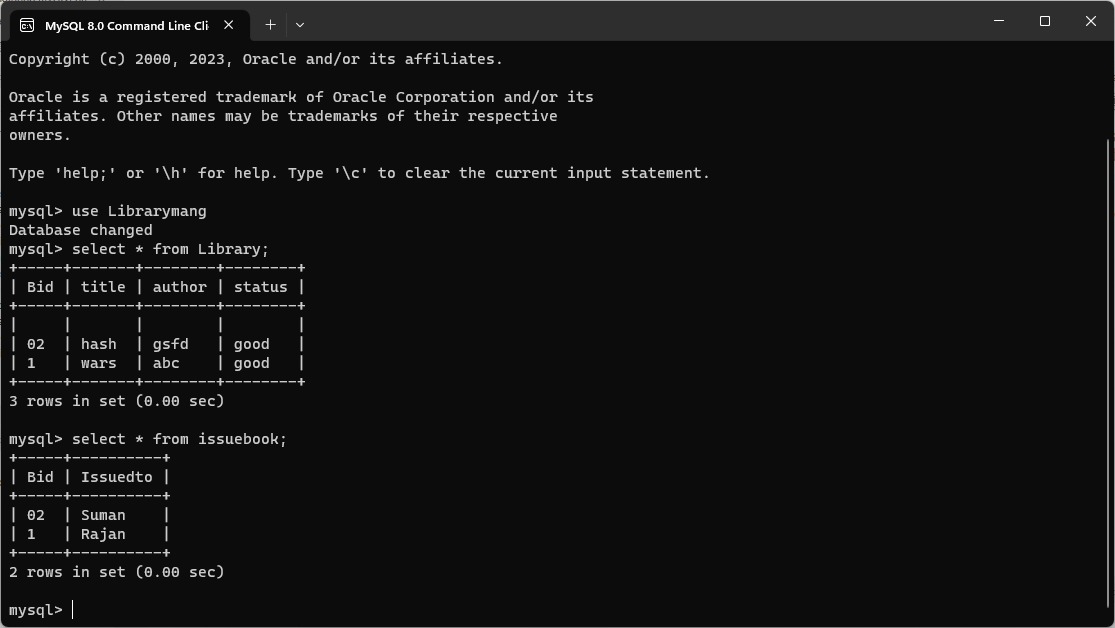 MySQL 8.0 Command Line Cli
Copyright (c) 2000, 2023, Oracle and/or its affiliates.
Oracle is a registered trademark of Oracle Corporation and/or its
affiliates. Other names may be trademarks of their respective
owners.
Type 'help;' or '\h' for help. Type '\c' to clear the current input statement.
mysql> use Librarymang
Database changed
mysql> select * from Library;
+-----+-------+--------+--------+
| Bid | title | author | status |
+-----+-------+--------+--------+
|     |       |        |        |
| 02  | hash  | gsfd   | good   |
| 1   | wars  | abc    | good   |
+-----+-------+--------+--------+
3 rows in set (0.00 sec)
mysql> select * from issuebook;
+-----+----------+
| Bid | Issuedto |
+-----+----------+
| 02  | Suman    |
| 1   | Rajan    |
+-----+----------+
2 rows in set (0.00 sec)
mysql>